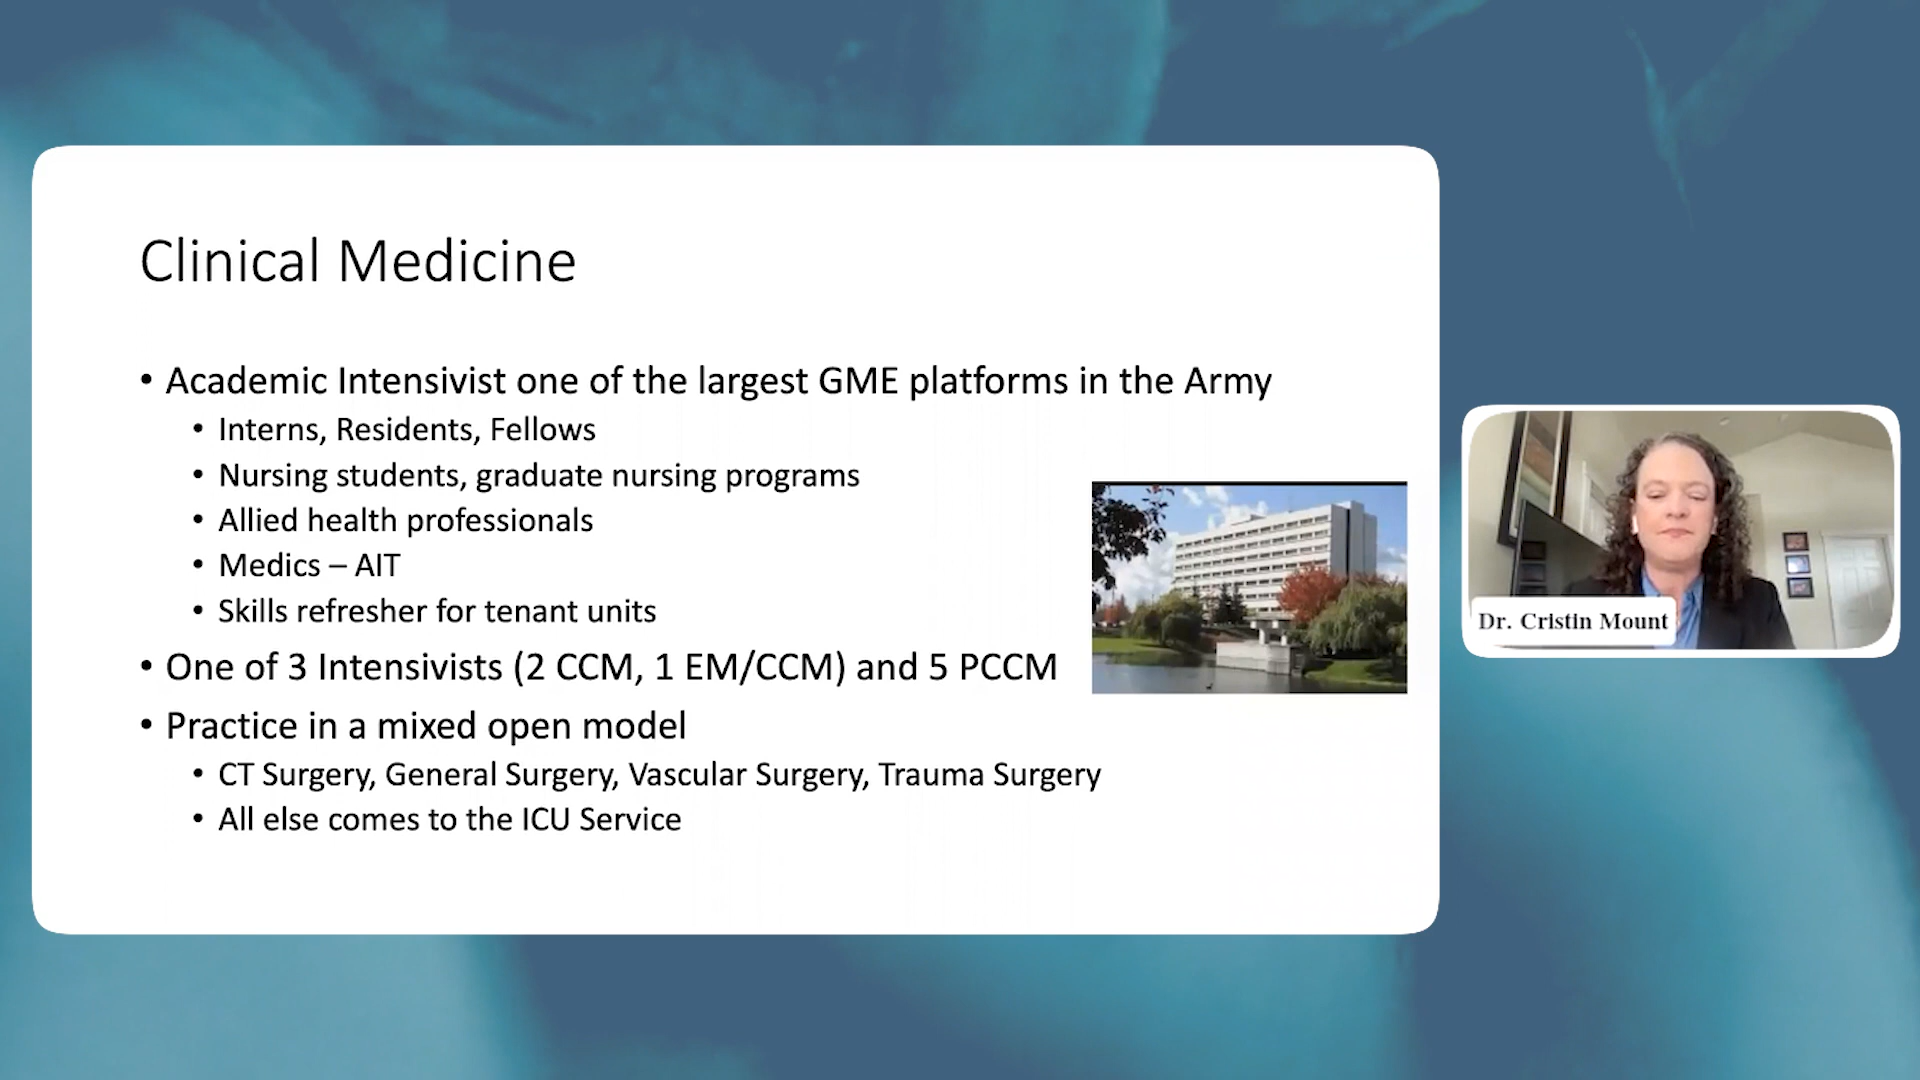 Clinical Medicine
• Academic Intensivist one of the largest GME platforms in the Army
• Interns, Residents, Fellows
• Nursing students, graduate nursing programs
• Allied health professionals
• Medics – AIT
• Skills refresher for tenant units
• One of 3 Intensivists (2 CCM, 1 EM/CCM) and 5 PCCM
• Practice in a mixed open model
• CT Surgery, General Surgery, Vascular Surgery, Trauma Surgery
• All else comes to the ICU Service
Dr. Cristin Mount